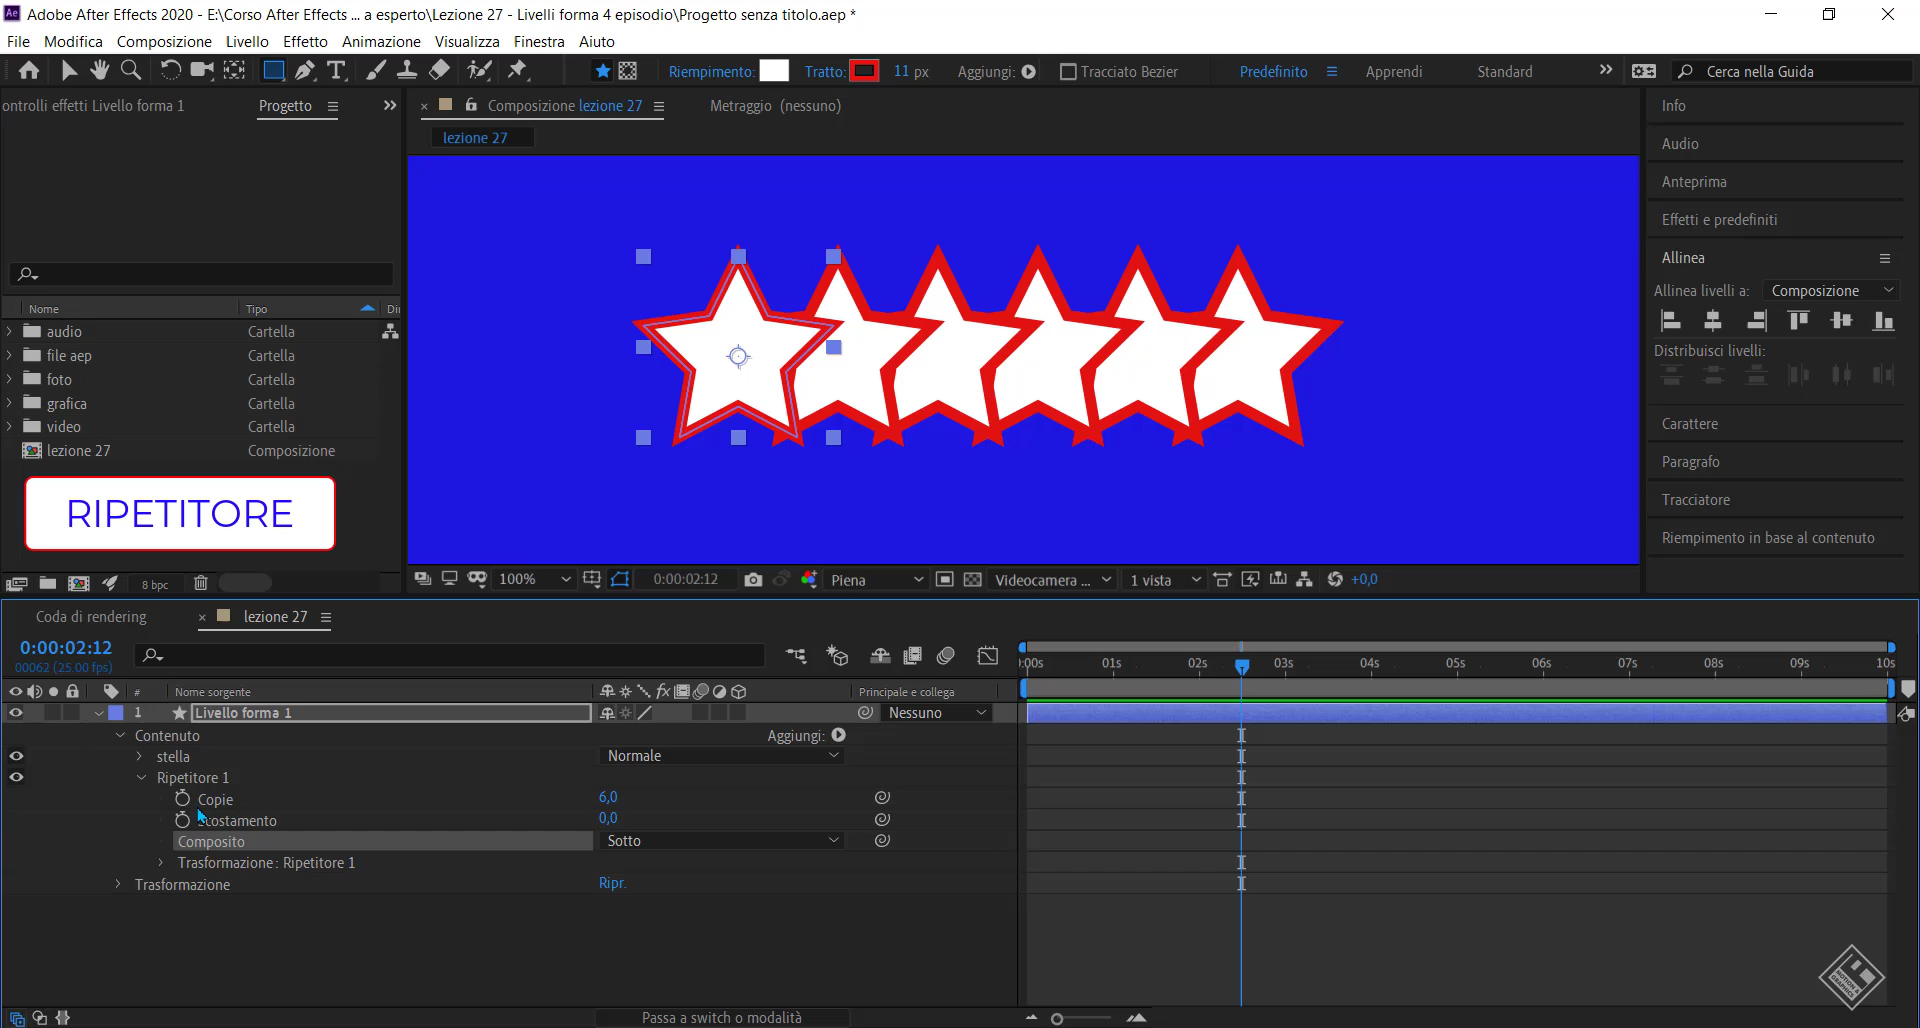 Adobe After Effects 2020 - E:\Corso After Effects ... a esperto\Lezione 27 - Livelli forma 4 episodio\Progetto senza titolo.aep *
File Modifica Composizione Livello Effetto Animazione Visualizza Finestra Aiuto
Riempimento: Tratto: 11 px Aggiungi: Tracciato Bezier Predefinito Apprendi Standard Cerca nella Guida
ontrolli effetti Livello forma 1 Progetto
Composizione lezione 27 Metraggio (nessuno)
lezione 27
Nome Tipo Di
audio Cartella
file aep Cartella
foto Cartella
grafica Cartella
video Cartella
lezione 27 Composizione
RIPETITORE
8 bpc
100% 0:00:02:12 Piena Videocamera ... 1 vista +0,0
Info
Audio
Anteprima
Effetti e predefiniti
Allinea
Allinea livelli a: Composizione
Distribuisci livelli:
Carattere
Paragrafo
Tracciatore
Riempimento in base al contenuto
Coda di rendering lezione 27
0:00:02:12
00062 (25.00 fps)
:00s 01s 02s 03s 04s 05s 06s 07s 08s 09s 10s
# Nome sorgente Principale e collega
1 Livello forma 1 Nessuno
Contenuto Aggiungi:
stella Normale
Ripetitore 1
Copie 6,0
costamento 0,0
Composito Sotto
Trasformazione: Ripetitore 1
Trasformazione Ripr.
Passa a switch o modalità